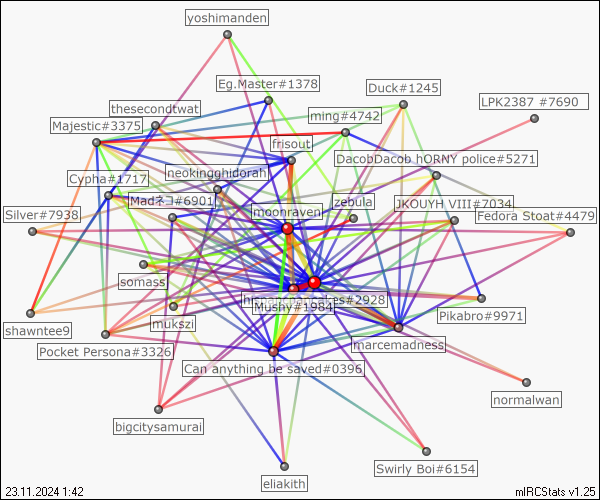 yoshimanden
Eg.Master#1378
Duck#1245
LPK2387 #7690
thesecondtwat
ming#4742
Majestic#3375
frisout
DacobDacob hORNY police#5271
neokingghidorah
Cypha#1717
Madネコ#6901
zebula
JKOUYH VIII#7034
moonraven
Silver#7938
Fedora Stoat#4479
somass
#2928
Mushy#1984
mukszi
Pikabro#9971
shawntee9
Pocket Persona#3326
marcemadness
Can anything be saved#0396
normalwan
bigcitysamurai
Swirly Boi#6154
eliakith
23.11.2024 1:42
mIRCStats v1.25